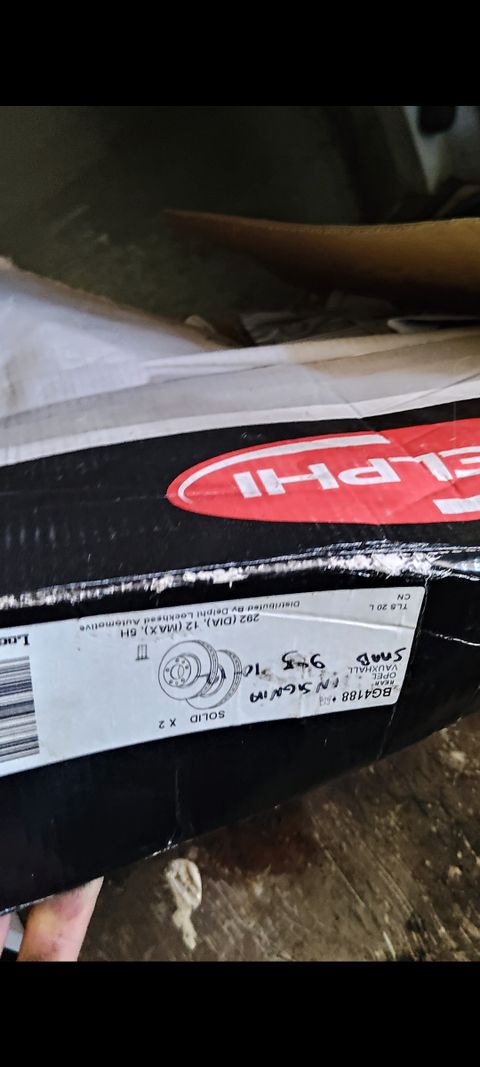 DELPHI
BG4188
REAR
OPEL
VAUXHALL
INSIGNIA
SAAB 9-5 10
SOLID X 2
292 (DIA), 12 (MAX), 5H
Distributed By Delphi Lockheed Automotive
TLS 20 L
CN